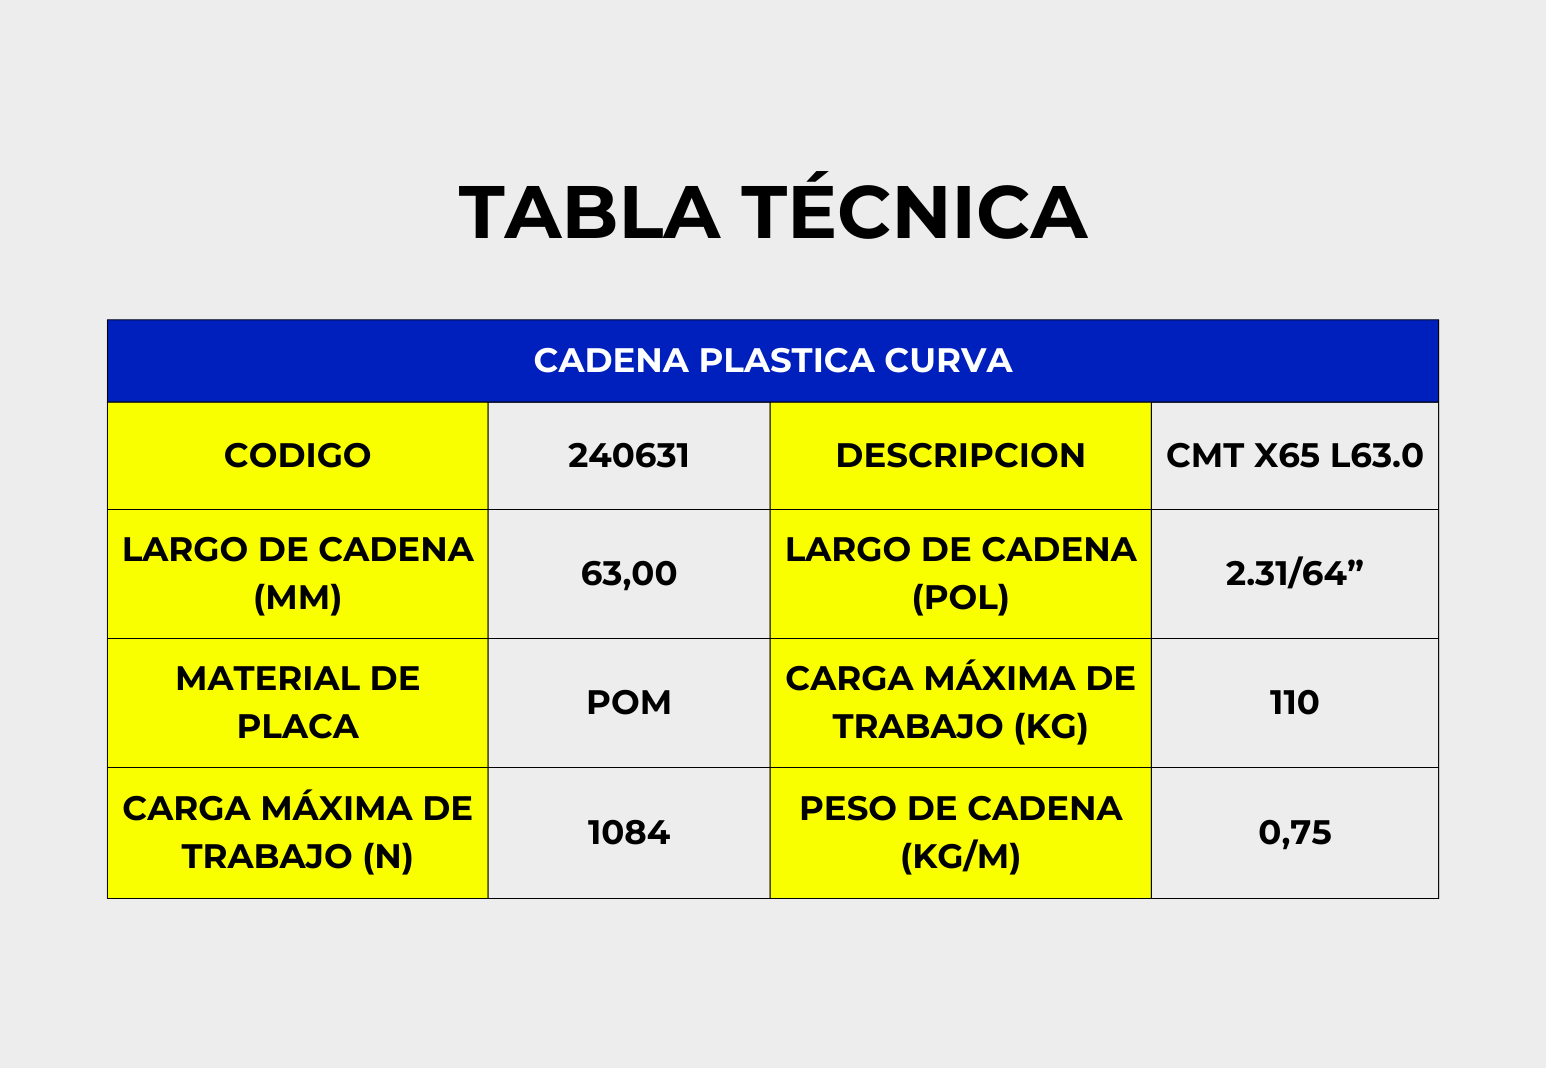 TABLA TÉCNICA
CADENA PLASTICA CURVA
CODIGO
240631
DESCRIPCION
CMT X65 L63.0
LARGO DE CADENA
(MM)
63,00
LARGO DE CADENA
(POL)
2.31/64”
MATERIAL DE
PLACA
POM
CARGA MÁXIMA DE
TRABAJO (KG)
110
CARGA MÁXIMA DE
TRABAJO (N)
1084
PESO DE CADENA
(KG/M)
0,75